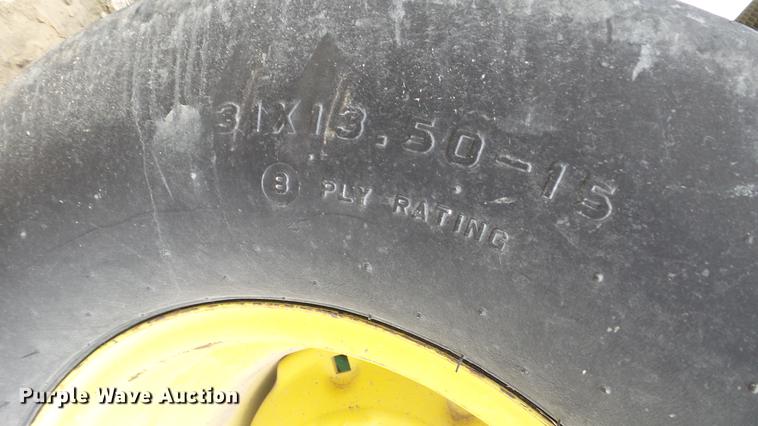 31X13.50-15
8 PLY RATING
Purple Wave Auction